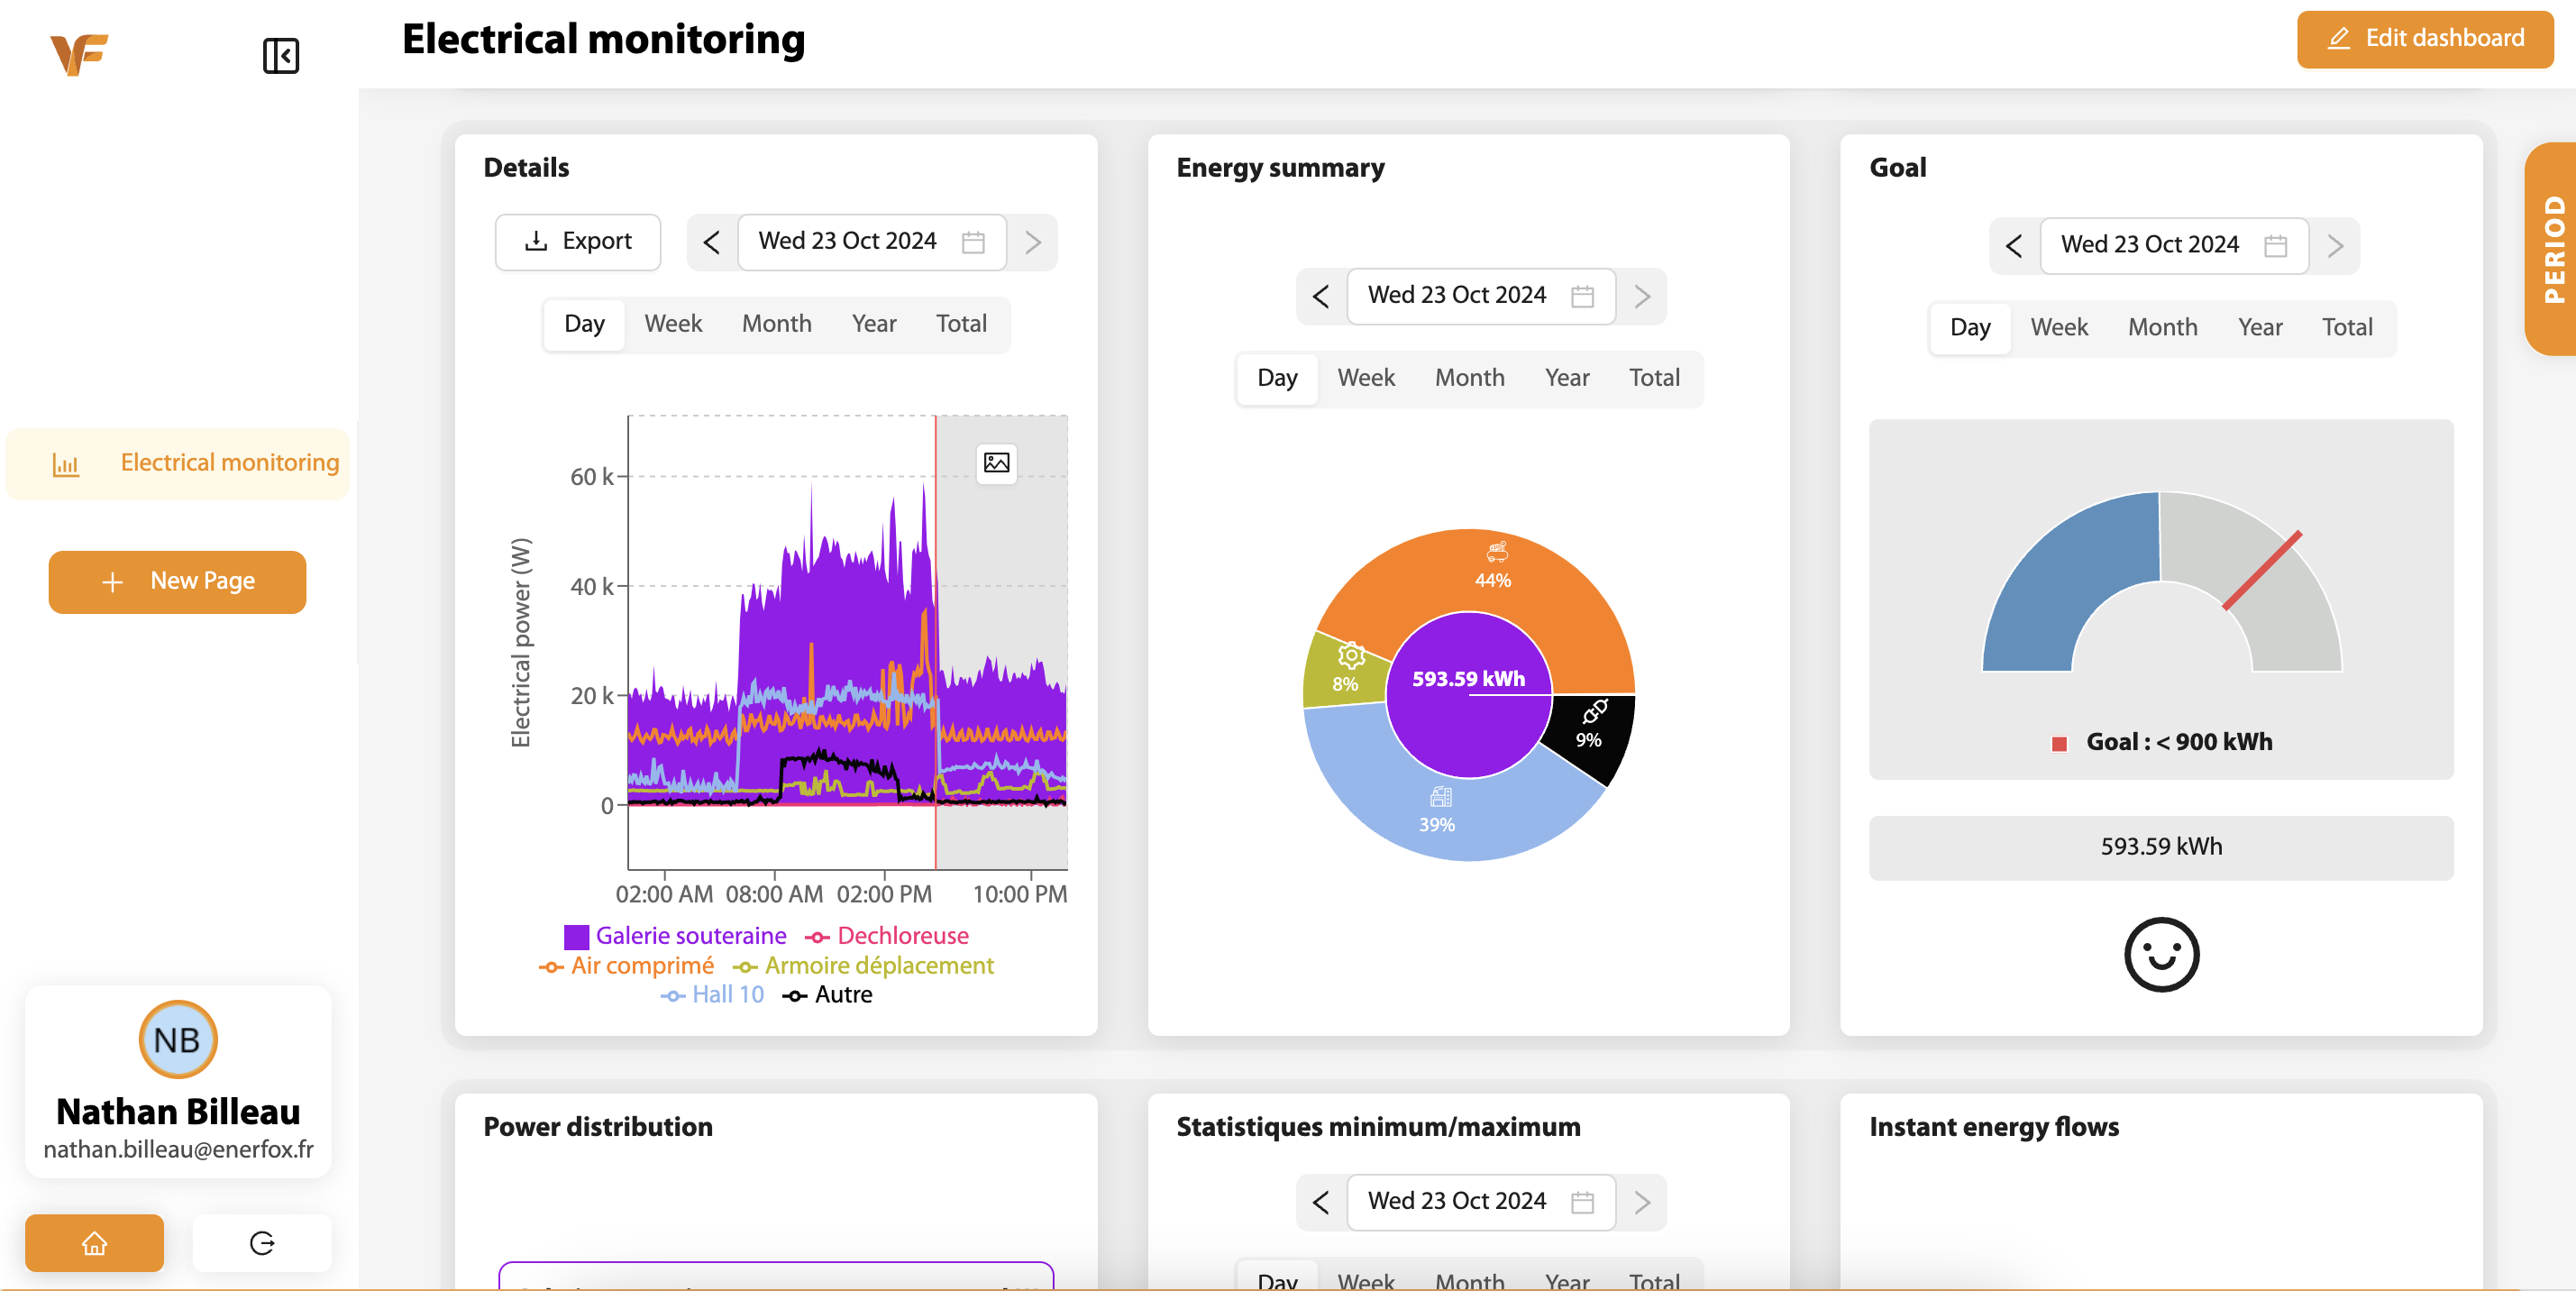 Electrical monitoring
Edit dashboard
Electrical monitoring
New Page
NB
Nathan Billeau
nathan.billeau@enerfox.fr
PERIOD
Details
Export
Wed 23 Oct 2024
Day Week Month Year Total
Electrical power (W)
60 k
40 k
20 k
0
02:00 AM 08:00 AM 02:00 PM 10:00 PM
Galerie souteraine Dechloreuse
Air comprimé Armoire déplacement
Hall 10 Autre
Energy summary
Wed 23 Oct 2024
Day Week Month Year Total
44%
8%
593.59 kWh
9%
39%
Goal
Wed 23 Oct 2024
Day Week Month Year Total
Goal : < 900 kWh
593.59 kWh
Power distribution
Statistiques minimum/maximum
Wed 23 Oct 2024
Day Week Month Year Total
Instant energy flows